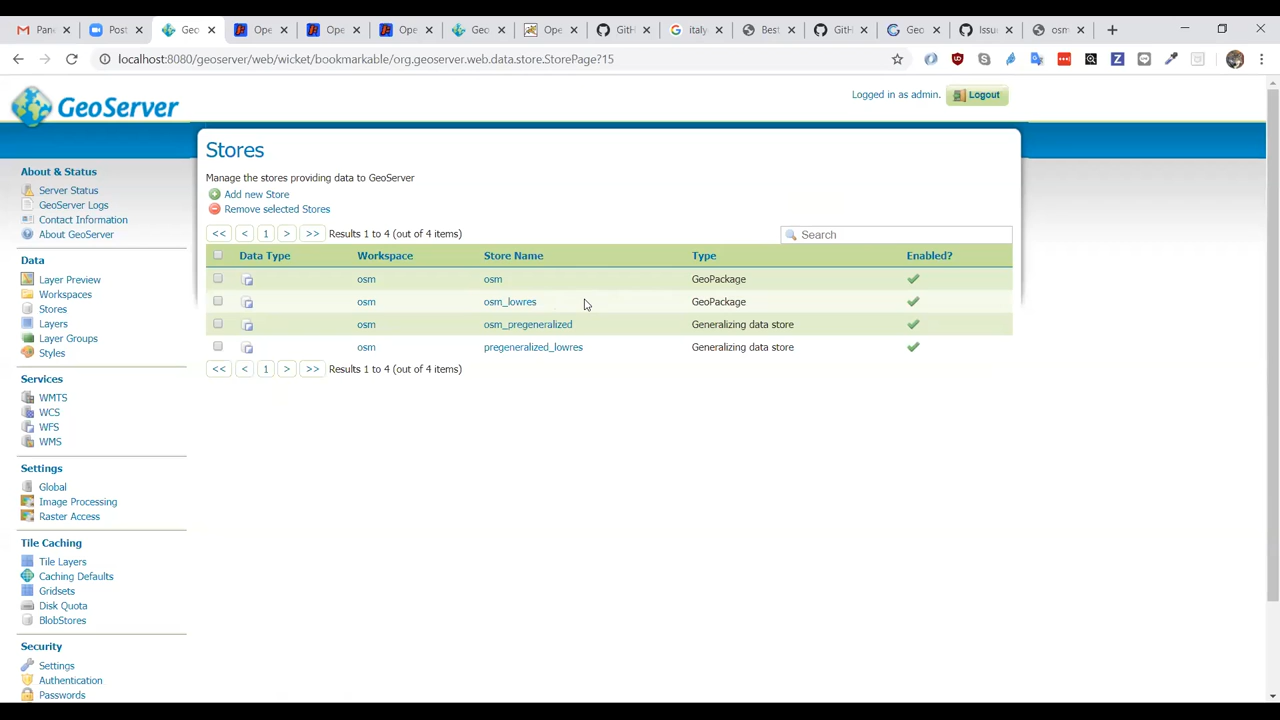 Pane
Post
Geo
Ope
Ope
Ope
Geo
Ope
GitH
italy
Best
GitH
Geo
Issu
osm
localhost:8080/geoserver/web/wicket/bookmarkable/org.geoserver.web.data.store.StorePage?15
GeoServer
Logged in as admin.
Logout
About & Status
Server Status
GeoServer Logs
Contact Information
About GeoServer
Data
Layer Preview
Workspaces
Stores
Layers
Layer Groups
Styles
Services
WMTS
WCS
WFS
WMS
Settings
Global
Image Processing
Raster Access
Tile Caching
Tile Layers
Caching Defaults
Gridsets
Disk Quota
BlobStores
Security
Settings
Authentication
Passwords
Stores
Manage the stores providing data to GeoServer
Add new Store
Remove selected Stores
<< < 1 > >> Results 1 to 4 (out of 4 items)
Search
Data Type Workspace Store Name Type Enabled?
osm osm GeoPackage
osm osm_lowres GeoPackage
osm osm_pregeneralized Generalizing data store
osm pregeneralized_lowres Generalizing data store
<< < 1 > >> Results 1 to 4 (out of 4 items)